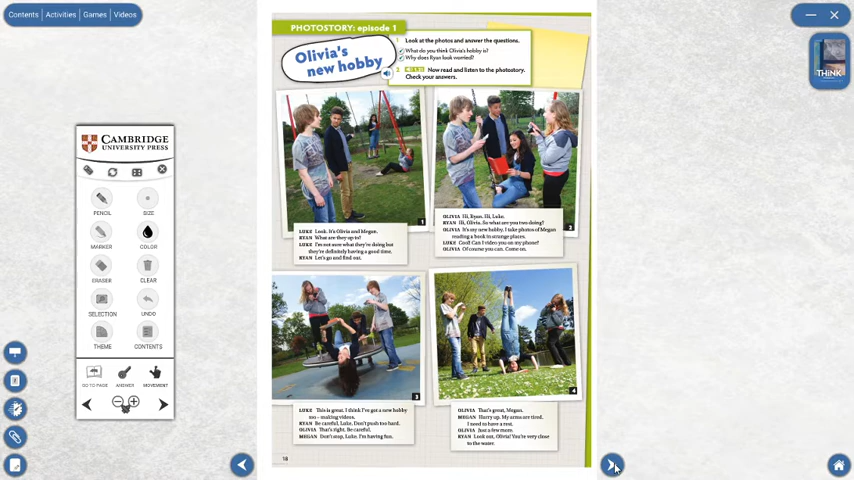 Contents Activities Games Videos
THiNK
CAMBRIDGE
UNIVERSITY PRESS
PENCIL SIZE
MARKER COLOR
ERASER CLEAR
SELECTION UNDO
THEME CONTENTS
GO TO PAGE ANSWER MOVEMENT
PHOTOSTORY: episode 1
Olivia's
new hobby
1 Look at the photos and answer the questions.
What do you think Olivia's hobby is?
Why does Ryan look worried?
2 Now read and listen to the photostory.
Check your answers.
1
LUKE Look. It's Olivia and Megan.
RYAN What are they up to?
LUKE I'm not sure what they're doing but
they're definitely having a good time.
RYAN Let's go and find out.
2
OLIVIA Hi, Ryan. Hi, Luke.
RYAN Hi, Olivia. So what are you two doing?
OLIVIA It's my new hobby. I take photos of Megan
reading a book in strange places.
LUKE Cool! Can I video you on my phone?
OLIVIA Of course you can. Come on.
3
LUKE This is great. I think I've got a new hobby
too – making videos.
RYAN Be careful, Luke. Don't push too hard.
OLIVIA That's right. Be careful.
MEGAN Don't stop, Luke. I'm having fun.
4
OLIVIA That's great, Megan.
MEGAN Hurry up. My arms are tired.
I need to have a rest.
OLIVIA Just a few more.
RYAN Look out, Olivia! You're very close
to the water.
18